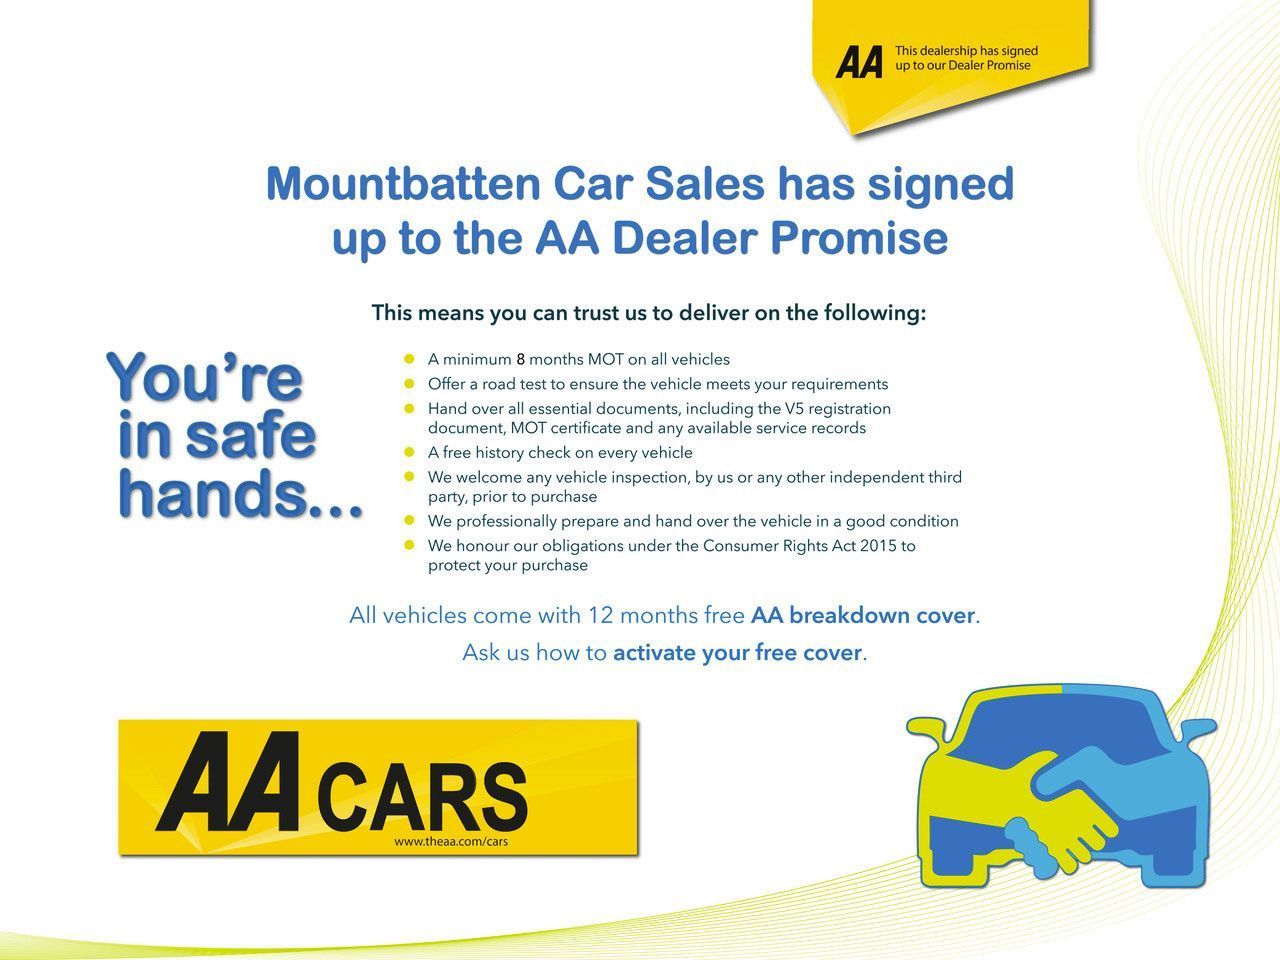 AA This dealership has signed
up to our Dealer Promise
Mountbatten Car Sales has signed
up to the AA Dealer Promise
This means you can trust us to deliver on the following:
You're
in safe
hands...
A minimum 8 months MOT on all vehicles
Offer a road test to ensure the vehicle meets your requirements
Hand over all essential documents, including the V5 registration
document, MOT certificate and any available service records
A free history check on every vehicle
We welcome any vehicle inspection, by us or any other independent third
party, prior to purchase
We professionally prepare and hand over the vehicle in a good condition
We honour our obligations under the Consumer Rights Act 2015 to
protect your purchase
All vehicles come with 12 months free AA breakdown cover.
Ask us how to activate your free cover.
AA CARS
www.theaa.com/cars